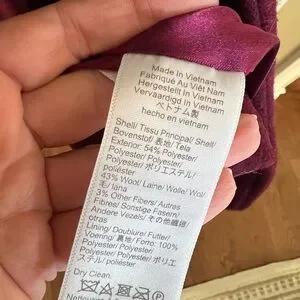 Made In Vietnam
Fabriqué Au Viêt Nam
Hergestellt In Vietnam
Vervaardigd In Vietnam
ベトナム製
hecho en vietnam
Shell/ Tissu Principal/ Shell/
Bovenstof/ 表地/ Tela
Exterior: 54% Polyester/
Polyester/ Polyester/
Polyester/ ポリエステル/
poliéster
43% Wool/ Laine/ Wolle/ Wol/
毛/ lana
3% Other Fibers/ Autres
Fibres/ Sonstige Fasern/
Andere Vezels/ その他繊維/
otras
Lining/ Doublure/ Futter/
Voering/ 裏地/ Forro: 100%
Polyester/ Polyester/
Polyester/ Polyester/ ポリエ
ステル/ poliéster
Dry Clean.
Nettoyage